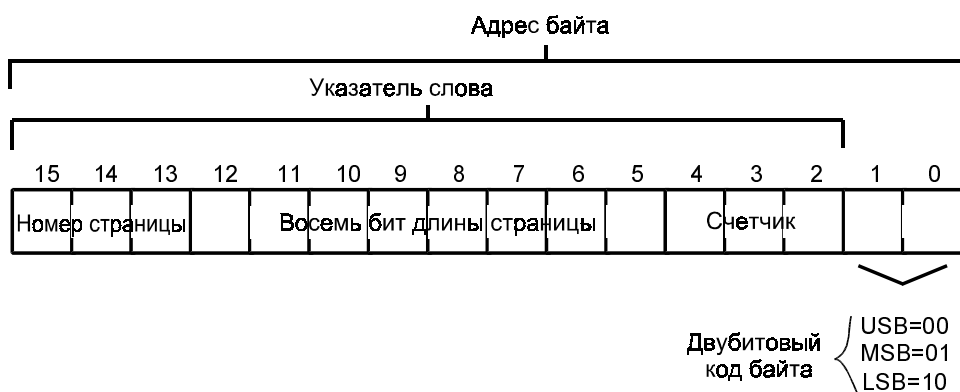 Адрес байта
Указатель слова
15 14 13 12 11 10 9 8 7 6 5 4 3 2 1 0
Номер страницы Восемь бит длины страницы Счетчик
Двубитовый
код байта
USB=00
MSB=01
LSB=10